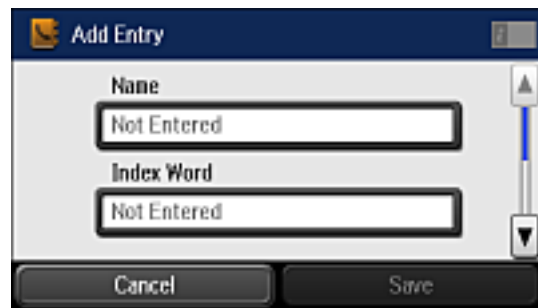 Add Entry
Name
Not Entered
Index Word
Not Entered
Cancel
Save